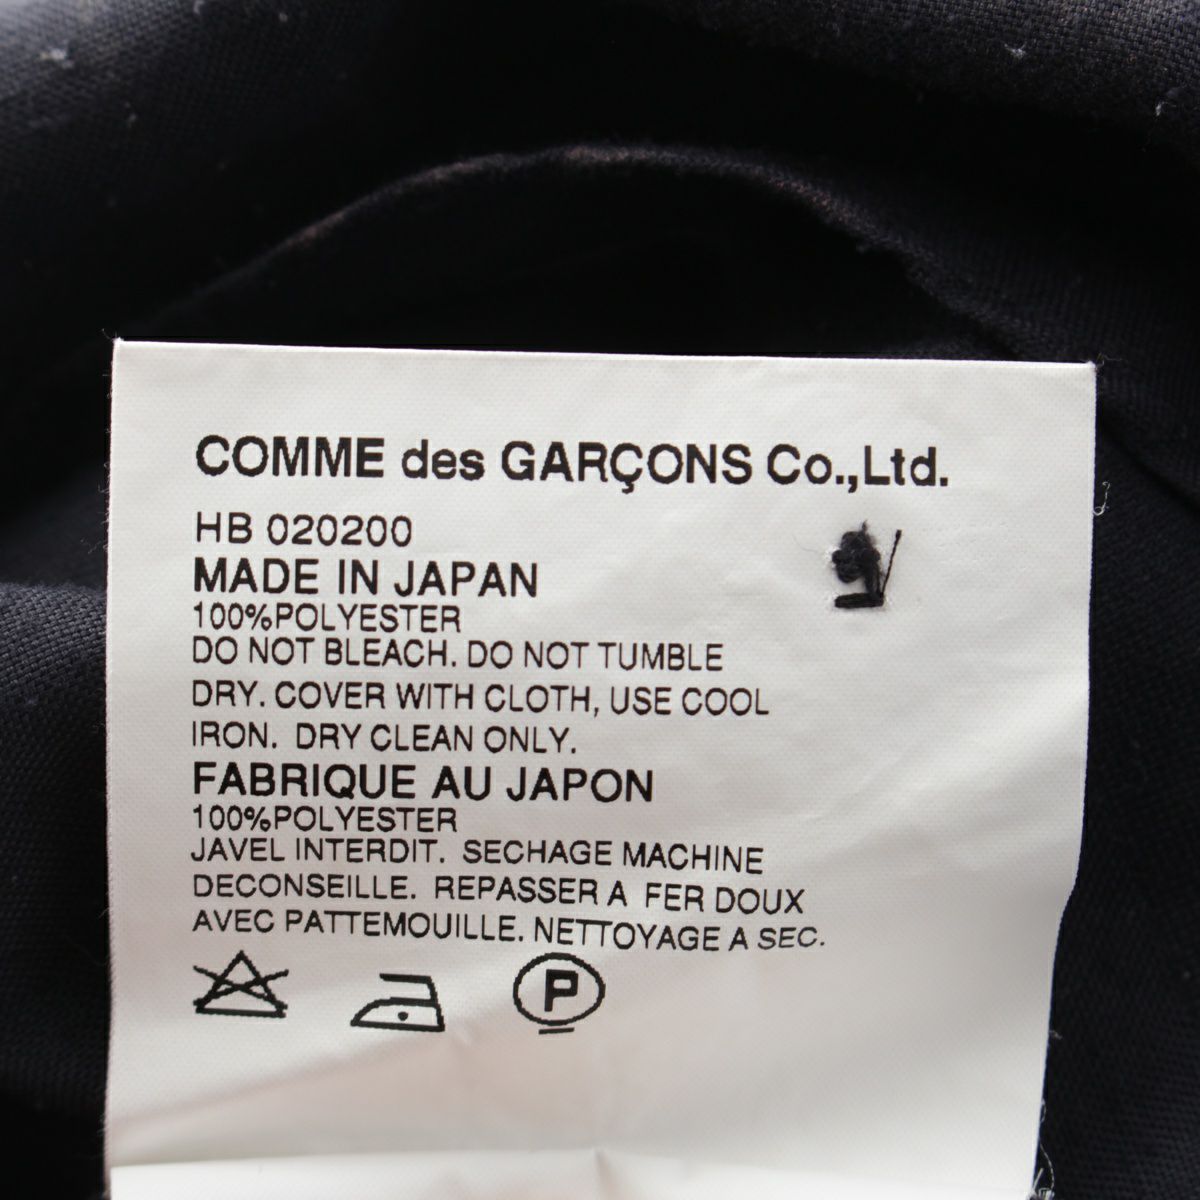 COMME des GARÇONS Co.,Ltd.
HB 020200
MADE IN JAPAN
100%POLYESTER
DO NOT BLEACH. DO NOT TUMBLE
DRY. COVER WITH CLOTH, USE COOL
IRON. DRY CLEAN ONLY.
FABRIQUE AU JAPON
100%POLYESTER
JAVEL INTERDIT. SECHAGE MACHINE
DECONSEILLE. REPASSER A FER DOUX
AVEC PATTEMOUILLE. NETTOYAGE A SEC.
P